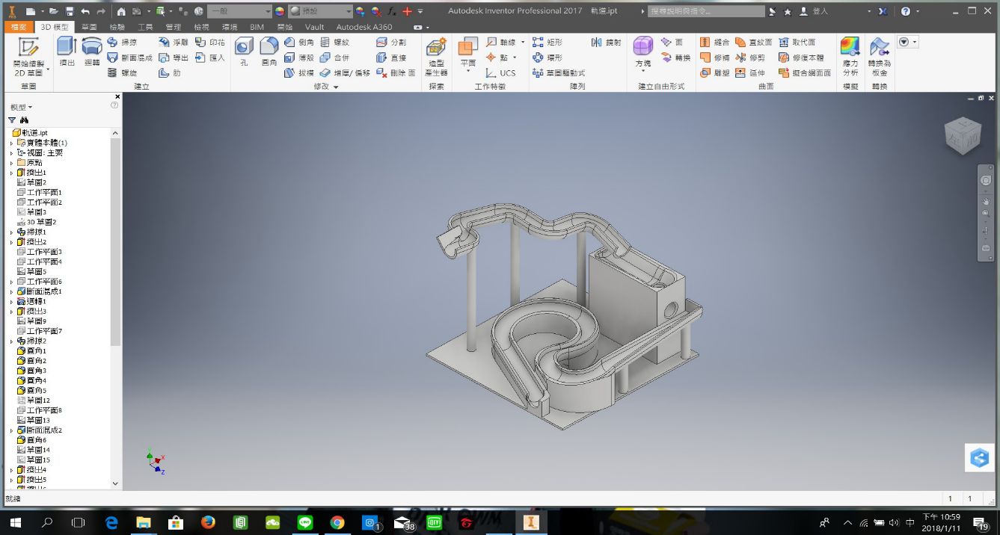 Autodesk Inventor Professional 2017 軌道.ipt
搜尋說明與指令...
登入
一般
預設
檔案 3D 模型 草圖 檢驗 工具 管理 檢視 環境 BIM 開始 Vault Autodesk A360
開始繪製
2D 草圖
擠出
迴轉
掃掠
斷面混成
螺旋
浮雕
導出
肋
印花
匯入
孔
圓角
倒角
薄殼
拔模
螺紋
合併
增厚/ 偏移
分割
直接
刪除 面
造型
產生器
平面
軸線
點
UCS
矩形
環形
草圖驅動式
鏡射
方塊
面
轉換
縫合
修補
雕塑
直紋面
修剪
延伸
取代面
修復本體
擬合網面面
應力
分析
轉換為
板金
草圖 建立 修改 探索 工作特徵 陣列 建立自由形式 曲面 模擬 轉換
模型
軌道.ipt
實體本體(1)
視圖: 主要
原點
擠出1
草圖2
工作平面1
工作平面2
草圖3
3D 草圖2
掃掠1
擠出2
工作平面3
工作平面4
草圖5
工作平面6
斷面混成1
迴轉1
擠出3
草圖9
工作平面7
掃掠2
圓角1
圓角2
圓角3
圓角4
圓角5
草圖12
工作平面8
草圖13
斷面混成2
圓角6
草圖14
草圖15
擠出4
擠出5
前
X
Z
就緒
1 1
1
38
DIY
中
下午 10:59
2018/1/11
19